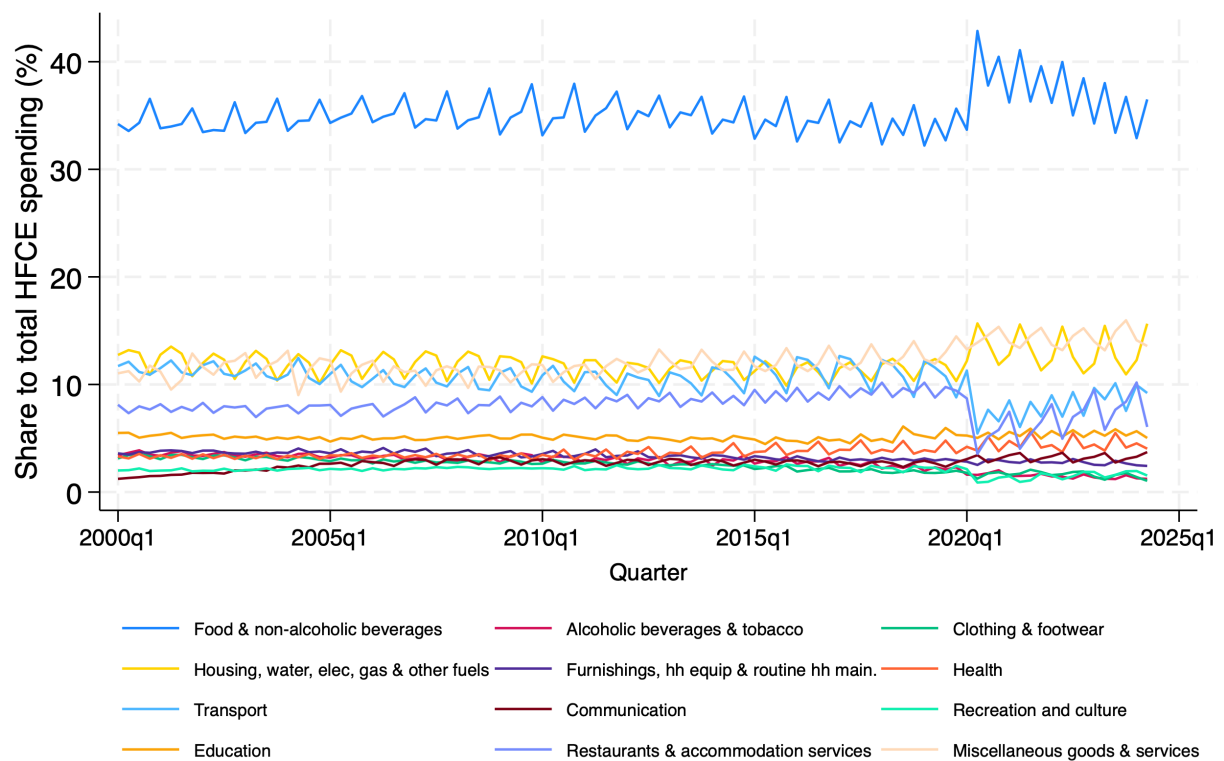 Share to total HFCE spending (%)
40
30
20
10
0
2000q1 2005q1 2010q1 2015q1 2020q1 2025q1
Quarter
Food & non-alcoholic beverages Alcoholic beverages & tobacco Clothing & footwear
Housing, water, elec, gas & other fuels Furnishings, hh equip & routine hh main. Health
Transport Communication Recreation and culture
Education Restaurants & accommodation services Miscellaneous goods & services